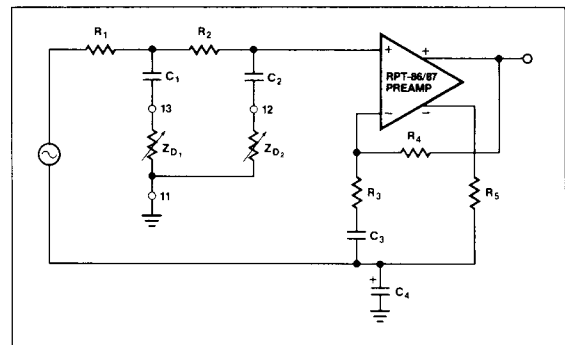 R1
R2
C1
C2
13
12
ZD1
ZD2
11
+
+
RPT-86/87
PREAMP
−
−
R4
R3
R5
C3
+
C4